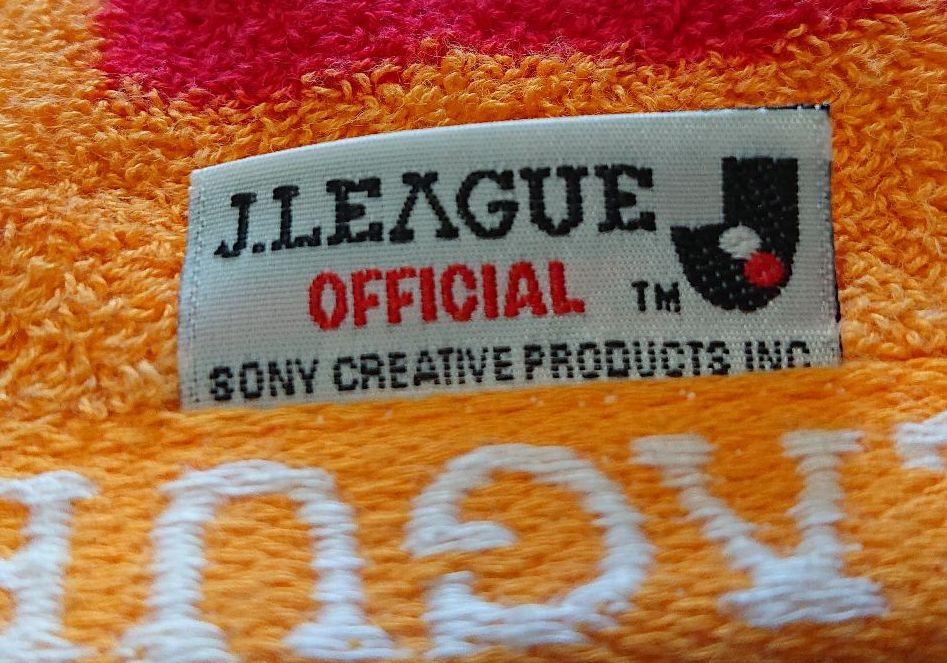 J.LEAGUE
OFFICIAL TM
SONY CREATIVE PRODUCTS INC.